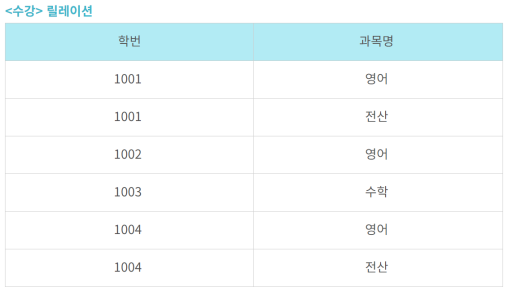 <수강> 릴레이션
학번 과목명
1001 영어
1001 전산
1002 영어
1003 수학
1004 영어
1004 전산